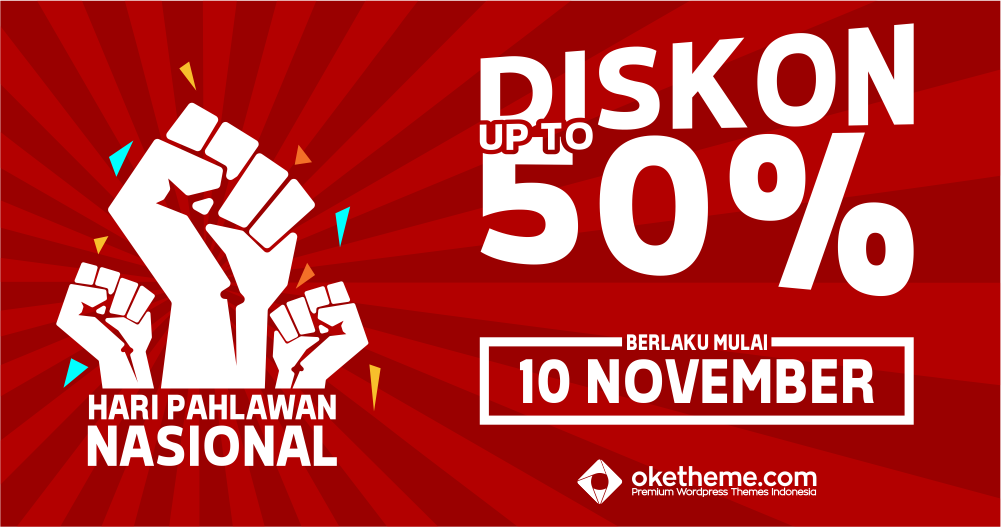 HARI PAHLAWAN
NASIONAL
DISKON
UP TO
50%
BERLAKU MULAI
10 NOVEMBER
oketheme.com
Premium Wordpress Themes Indonesia